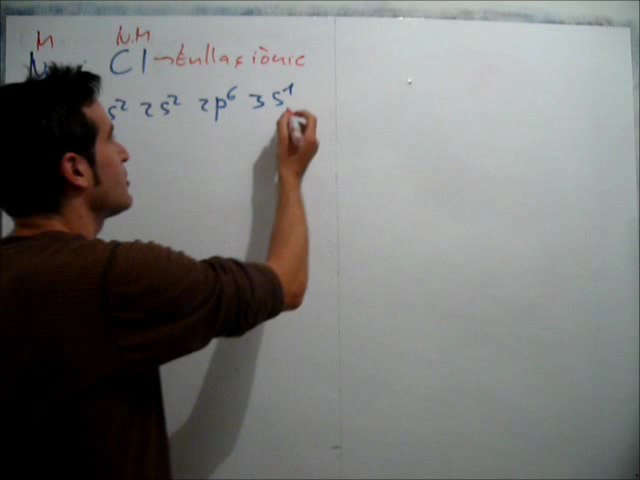 M N.M
Cl → Enllaç iònic
s² 2s² 2p⁶ 3s¹